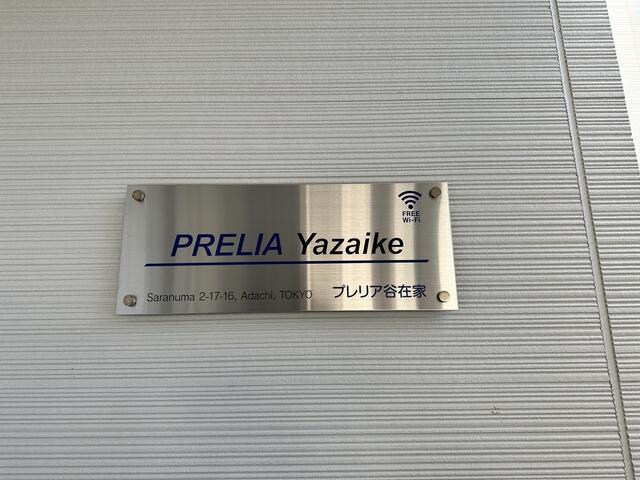 FREE
Wi-Fi
PRELIA Yazaike
Saranuma 2-17-16, Adachi, TOKYO プレリア谷在家